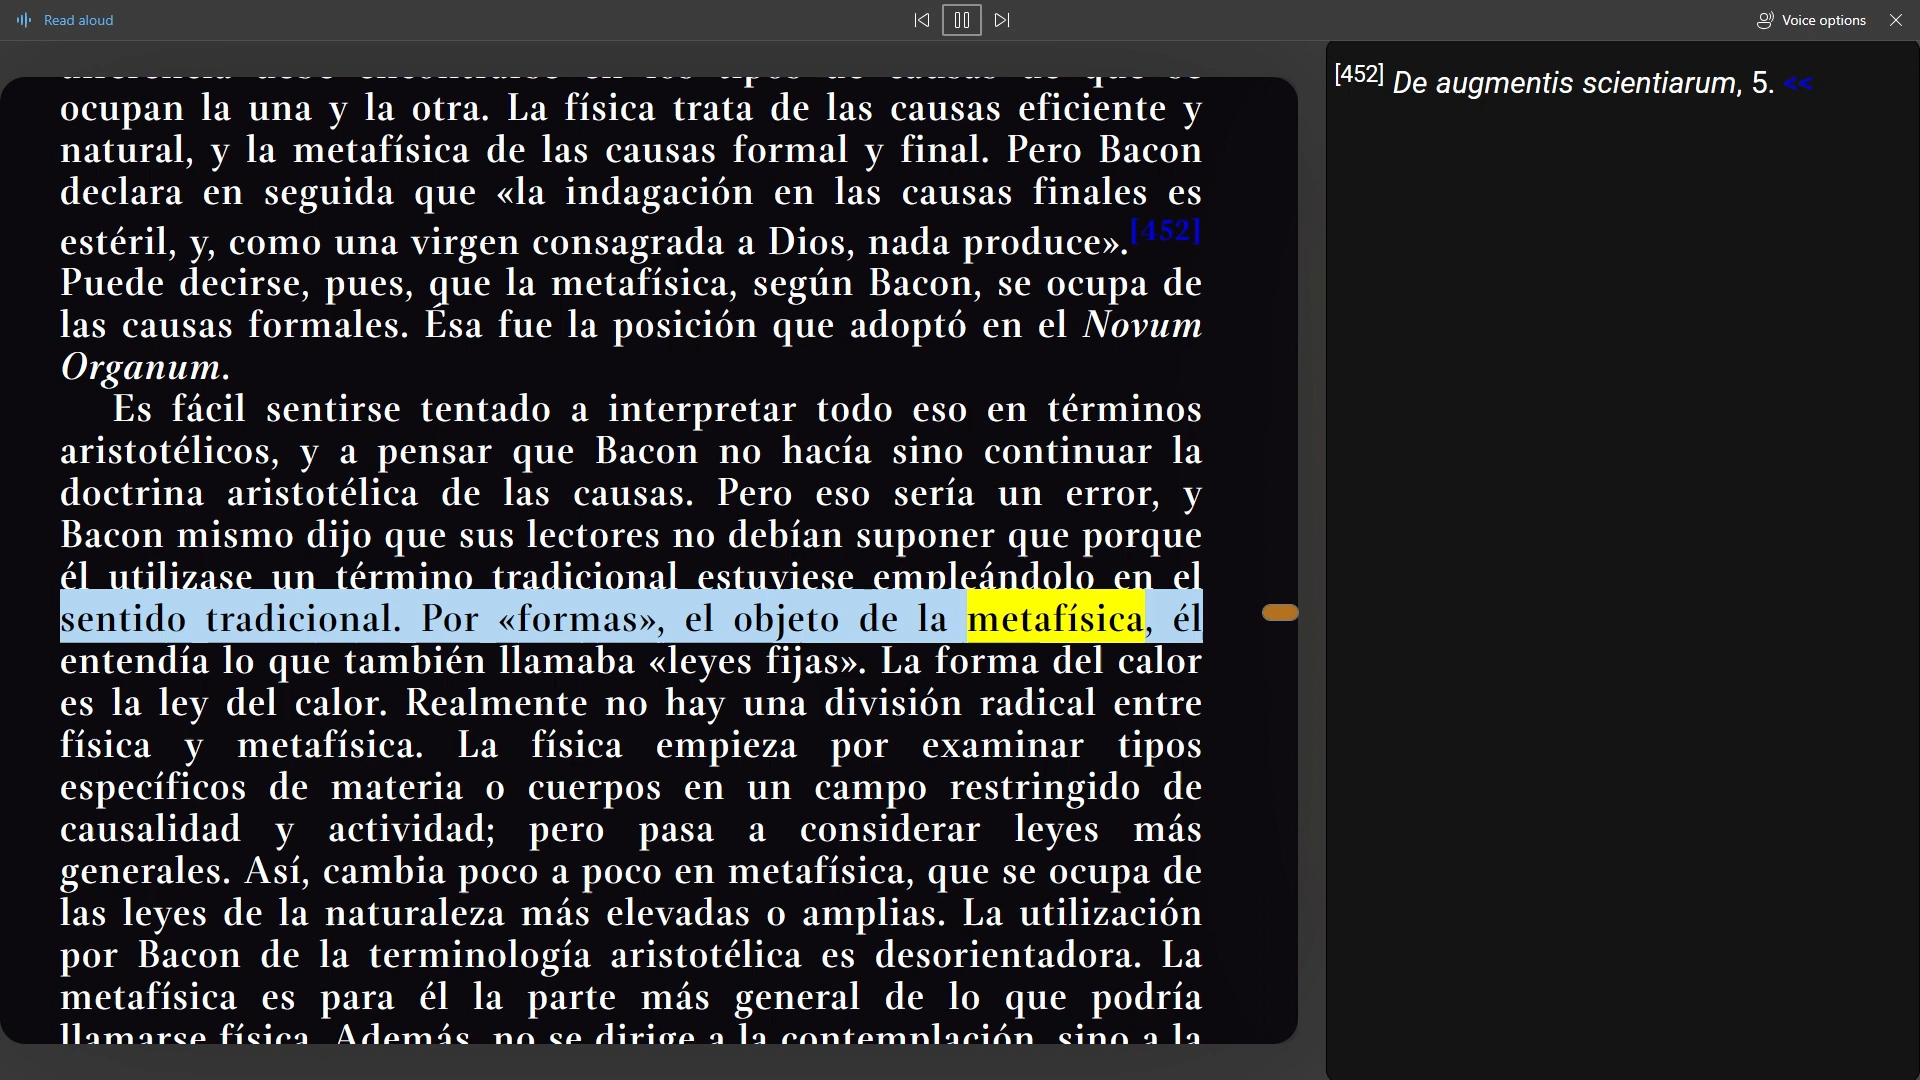 Read aloud
Voice options
ocupan la una y la otra. La física trata de las causas eficiente y
natural, y la metafísica de las causas formal y final. Pero Bacon
declara en seguida que «la indagación en las causas finales es
estéril, y, como una virgen consagrada a Dios, nada produce».[452]
Puede decirse, pues, que la metafísica, según Bacon, se ocupa de
las causas formales. Ésa fue la posición que adoptó en el Novum
Organum.
Es fácil sentirse tentado a interpretar todo eso en términos
aristotélicos, y a pensar que Bacon no hacía sino continuar la
doctrina aristotélica de las causas. Pero eso sería un error, y
Bacon mismo dijo que sus lectores no debían suponer que porque
él utilizase un término tradicional estuviese empleándolo en el
sentido tradicional. Por «formas», el objeto de la metafísica, él
entendía lo que también llamaba «leyes fijas». La forma del calor
es la ley del calor. Realmente no hay una división radical entre
física y metafísica. La física empieza por examinar tipos
específicos de materia o cuerpos en un campo restringido de
causalidad y actividad; pero pasa a considerar leyes más
generales. Así, cambia poco a poco en metafísica, que se ocupa de
las leyes de la naturaleza más elevadas o amplias. La utilización
por Bacon de la terminología aristotélica es desorientadora. La
metafísica es para él la parte más general de lo que podría
llamarse física. Además, no se dirige a la contemplación, sino a la
[452] De augmentis scientiarum, 5. <<